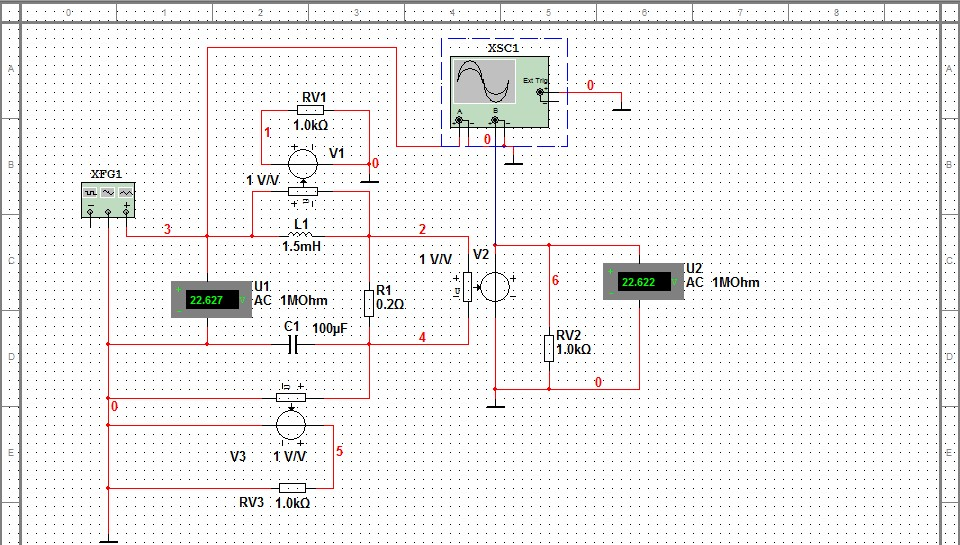 0 1 2 3 4 5 6 7 8
A A
XSC1
Ext Trig
+
-
0
A B
+ - + -
0
RV1
1.0kΩ
1
V1
0
B B
XFG1
1 V/V
- +
3
L1
1.5mH
2
1 V/V V2
C C
U1
AC 1MOhm
+
22.627 V
-
R1
0.2Ω
6
+
22.622 V
-
U2
AC 1MOhm
C1 100µF
4
RV2
1.0kΩ
D D
0
0
V3 1 V/V
5
E E
RV3 1.0kΩ